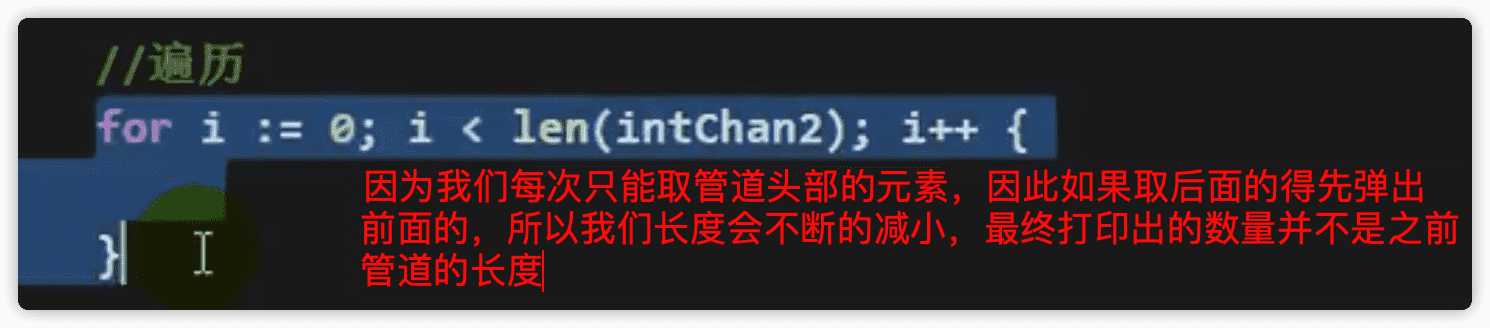 //遍历
for i := 0; i < len(intChan2); i++ {
因为我们每次只能取管道头部的元素，因此如果取后面的得先弹出
前面的，所以我们长度会不断的减小，最终打印出的数量并不是之前
}
管道的长度